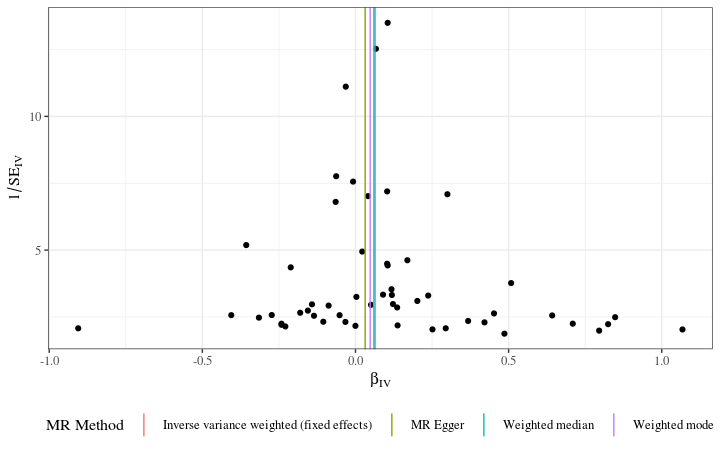 10
5
1/SE_IV
-1.0 -0.5 0.0 0.5 1.0
β_IV
MR Method Inverse variance weighted (fixed effects) MR Egger Weighted median Weighted mode